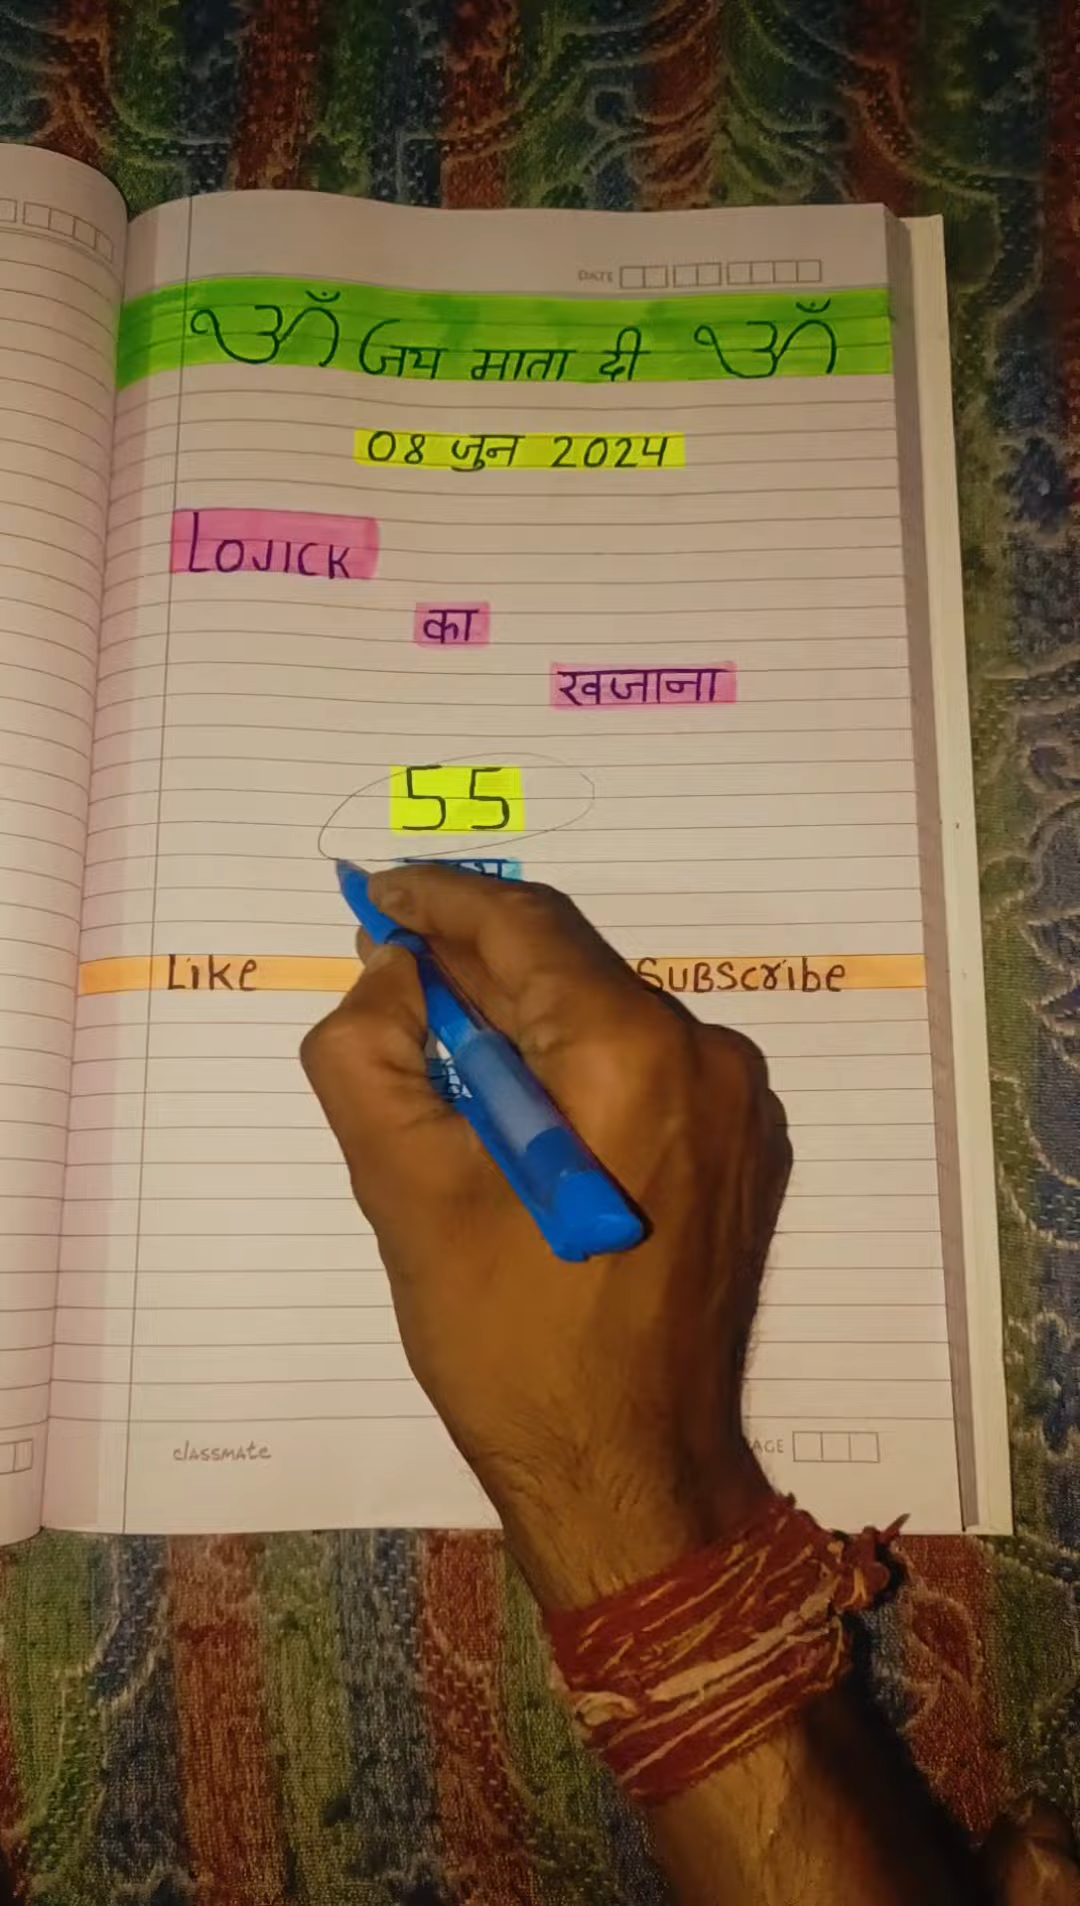 DATE
ॐ जय माता दी ॐ
08 जुन 2024
LOJICK
का
खजाना
55
Like Subscribe
classmate